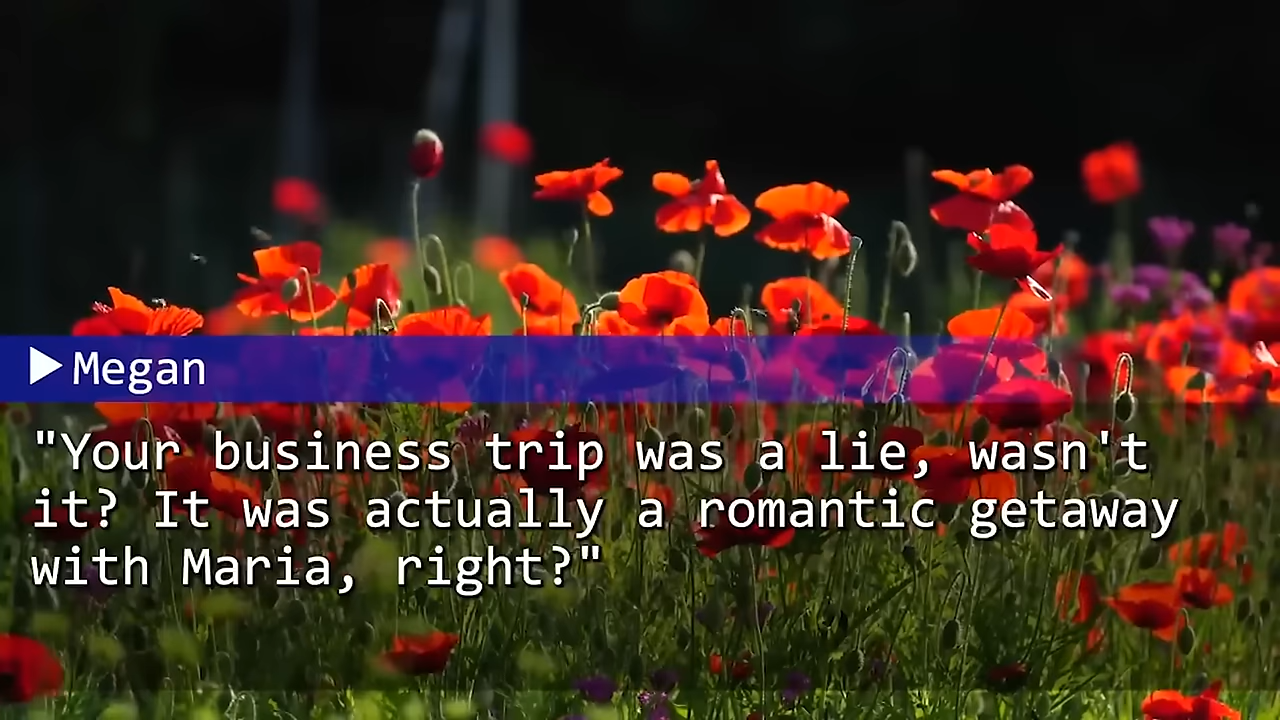 ▶Megan
"Your business trip was a lie, wasn't
it? It was actually a romantic getaway
with Maria, right?"